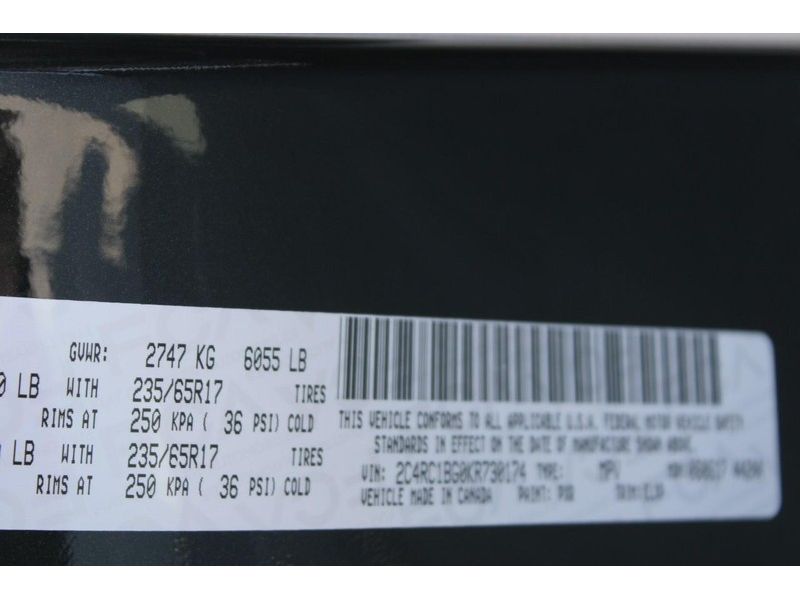 GVWR: 2747 KG 6055 LB
0 LB WITH 235/65R17 TIRES
RIMS AT 250 KPA ( 36 PSI) COLD
LB WITH 235/65R17 TIRES
RIMS AT 250 KPA ( 36 PSI) COLD
THIS VEHICLE CONFORMS TO ALL APPLICABLE U.S.A. FEDERAL MOTOR VEHICLE SAFETY
STANDARDS IN EFFECT ON THE DATE OF MANUFACTURE SHOWN ABOVE.
VIN: 2C4RC1BG0KR730174 TYPE: MPV MDH:
VEHICLE MADE IN CANADA PAINT: TRIM: